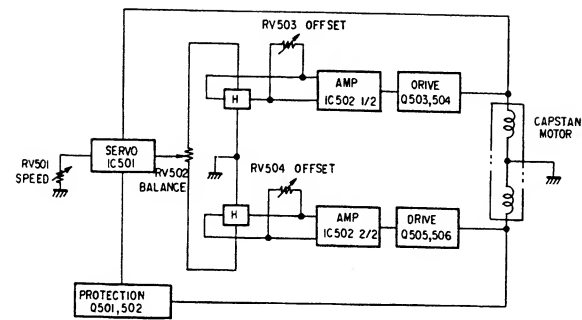 RV503 OFFSET
H
AMP
IC502 1/2
DRIVE
Q503,504
CAPSTAN
MOTOR
SERVO
IC501
RV501
SPEED
RV502
BALANCE
RV504 OFFSET
H
AMP
IC502 2/2
DRIVE
Q505,506
PROTECTION
Q501,502